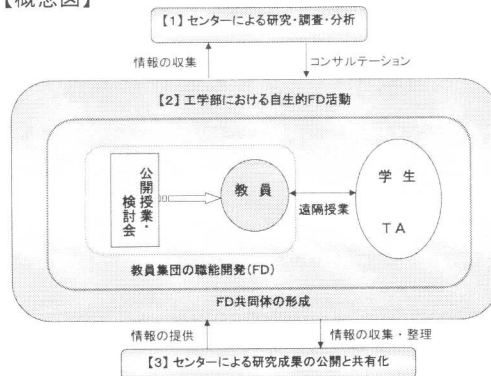 【概念図】
【1】センターによる研究・調査・分析
情報の収集
コンサルテーション
【2】工学部における自生的FD活動
公開授業・
検討会
教 員
遠隔授業
学 生
TA
教員集団の職能開発(FD)
FD共同体の形成
情報の提供
情報の収集・整理
【3】センターによる研究成果の公開と共有化